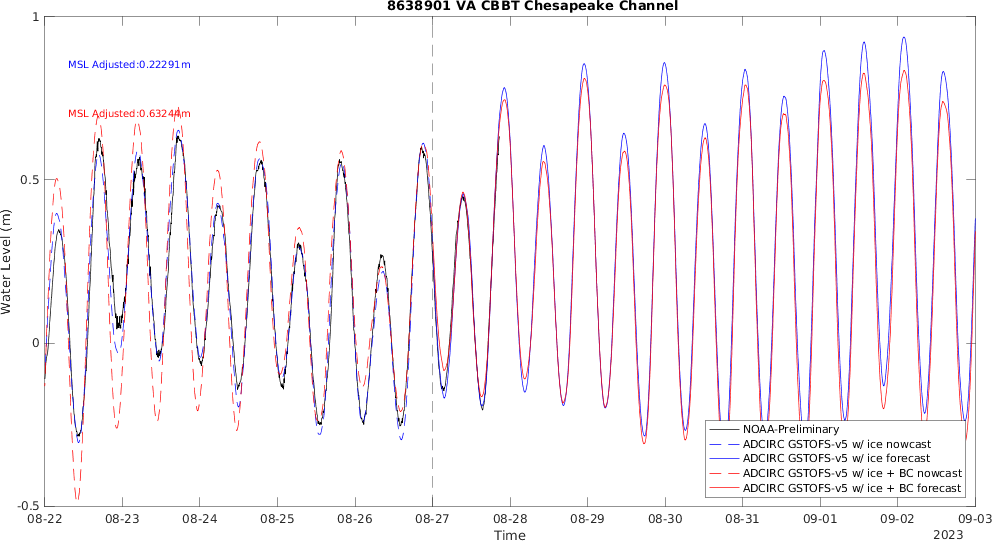 8638901 VA CBBT Chesapeake Channel
MSL Adjusted:0.22291m
MSL Adjusted:0.63244m
Water Level (m)
1
0.5
0
-0.5
NOAA-Preliminary
ADCIRC GSTOFS-v5 w/ ice nowcast
ADCIRC GSTOFS-v5 w/ ice forecast
ADCIRC GSTOFS-v5 w/ ice + BC nowcast
ADCIRC GSTOFS-v5 w/ ice + BC forecast
08-22 08-23 08-24 08-25 08-26 08-27 08-28 08-29 08-30 08-31 09-01 09-02 09-03
Time
2023